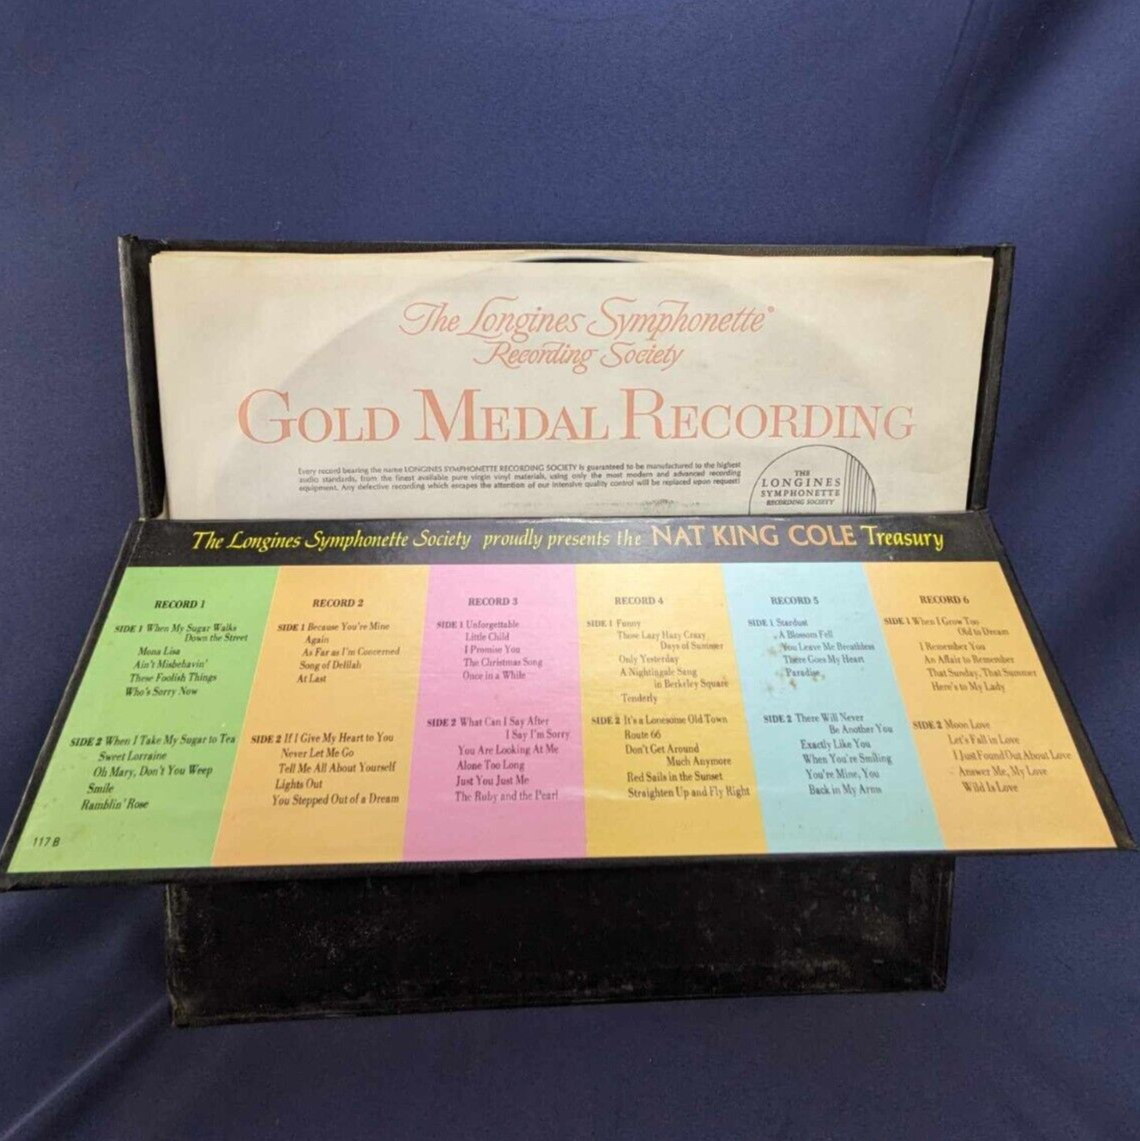 The Longines Symphonette®
Recording Society
GOLD MEDAL RECORDING
Every record bearing the name LONGINES SYMPHONETTE RECORDING SOCIETY is guaranteed to be manufactured to the highest
audio standards, from the finest available pure virgin vinyl materials, using only the most modern and advanced recording
equipment. Any defective recording which escapes the attention of our intensive quality control will be replaced upon request!
THE
LONGINES
SYMPHONETTE
RECORDING SOCIETY
The Longines Symphonette Society proudly presents the NAT KING COLE Treasury
RECORD 1
SIDE 1 When My Sugar Walks
Down the Street
Mona Lisa
Ain't Misbehavin'
These Foolish Things
Who's Sorry Now
SIDE 2 When I Take My Sugar to Tea
Sweet Lorraine
Oh Mary, Don't You Weep
Smile
Ramblin' Rose
117 B
RECORD 2
SIDE 1 Because You're Mine
Again
As Far as I'm Concerned
Song of Delilah
At Last
SIDE 2 If I Give My Heart to You
Never Let Me Go
Tell Me All About Yourself
Lights Out
You Stepped Out of a Dream
RECORD 3
SIDE 1 Unforgettable
Little Child
I Promise You
The Christmas Song
Once in a While
SIDE 2 What Can I Say After
I Say I'm Sorry
You Are Looking At Me
Alone Too Long
Just You Just Me
The Ruby and the Pearl
RECORD 4
SIDE 1 Funny
Those Lazy Hazy Crazy
Days of Summer
Only Yesterday
A Nightingale Sang
in Berkeley Square
Tenderly
SIDE 2 It's a Lonesome Old Town
Route 66
Don't Get Around
Much Anymore
Red Sails in the Sunset
Straighten Up and Fly Right
RECORD 5
SIDE 1 Stardust
A Blossom Fell
You Leave Me Breathless
There Goes My Heart
Paradise
SIDE 2 There Will Never
Be Another You
Exactly Like You
When You're Smiling
You're Mine, You
Back in My Arms
RECORD 6
SIDE 1 When I Grow Too
Old to Dream
I Remember You
An Affair to Remember
That Sunday, That Summer
Here's to My Lady
SIDE 2 Moon Love
Let's Fall in Love
I Just Found Out About Love
Answer Me, My Love
Wild Is Love